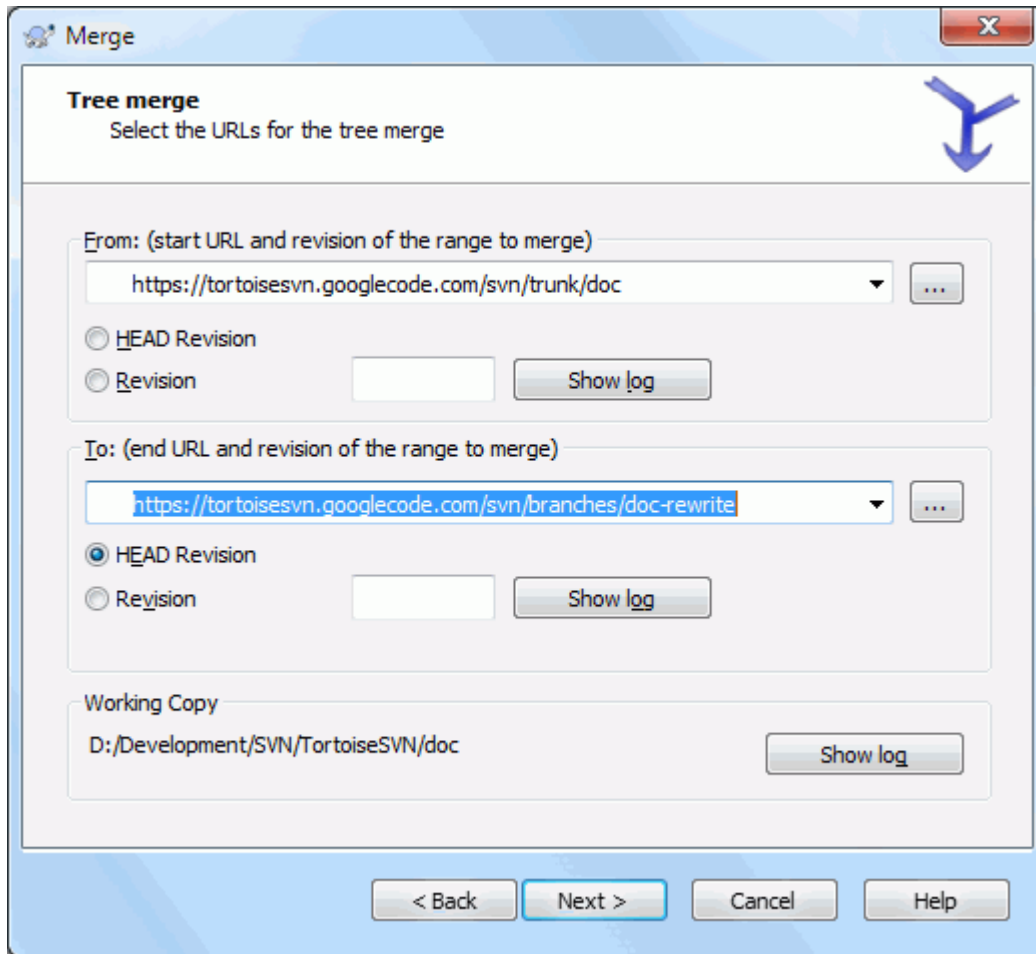 Merge
Tree merge
Select the URLs for the tree merge
From: (start URL and revision of the range to merge)
https://tortoisesvn.googlecode.com/svn/trunk/doc
...
HEAD Revision
Revision
Show log
To: (end URL and revision of the range to merge)
https://tortoisesvn.googlecode.com/svn/branches/doc-rewrite
...
HEAD Revision
Revision
Show log
Working Copy
D:/Development/SVN/TortoiseSVN/doc
Show log
< Back Next > Cancel Help